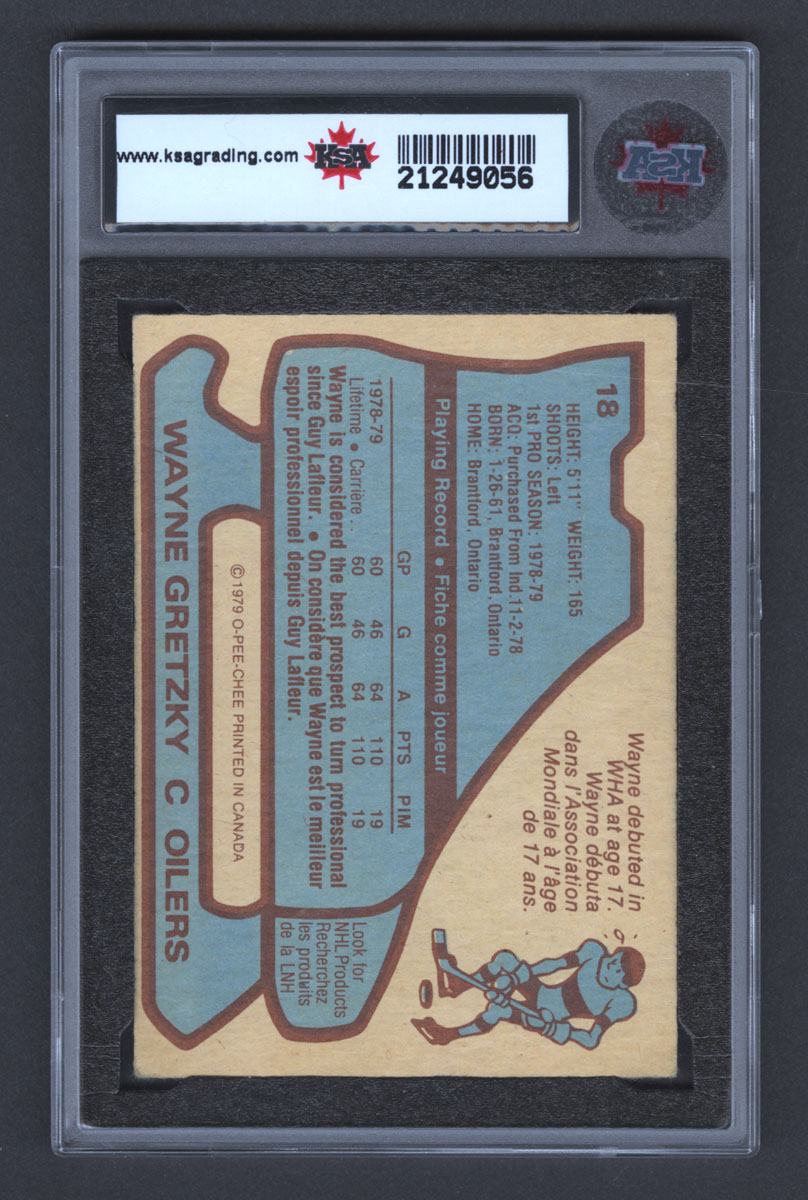 www.ksagrading.com
KSA
21249056
KSA
18
HEIGHT: 5'11" WEIGHT: 165
SHOOTS: Left
1st PRO SEASON: 1978-79
ACQ: Purchased From Ind.11-2-78
BORN: 1-26-61, Brantford, Ontario
HOME: Brantford, Ontario
Wayne debuted in
WHA at age 17.
Wayne débuta
dans l'Association
Mondiale à l'âge
de 17 ans.
Playing Record • Fiche comme joueur
GP G A PTS PIM
1978-79 60 46 64 110 19
Lifetime • Carrière... 60 46 64 110 19
Wayne is considered the best prospect to turn professional
since Guy Lafleur. • On considère que Wayne est le meilleur
espoir professionnel depuis Guy Lafleur.
Look for
NHL Products
Recherchez
les produits
de la LNH
©1979 O-PEE-CHEE PRINTED IN CANADA
WAYNE GRETZKY C OILERS